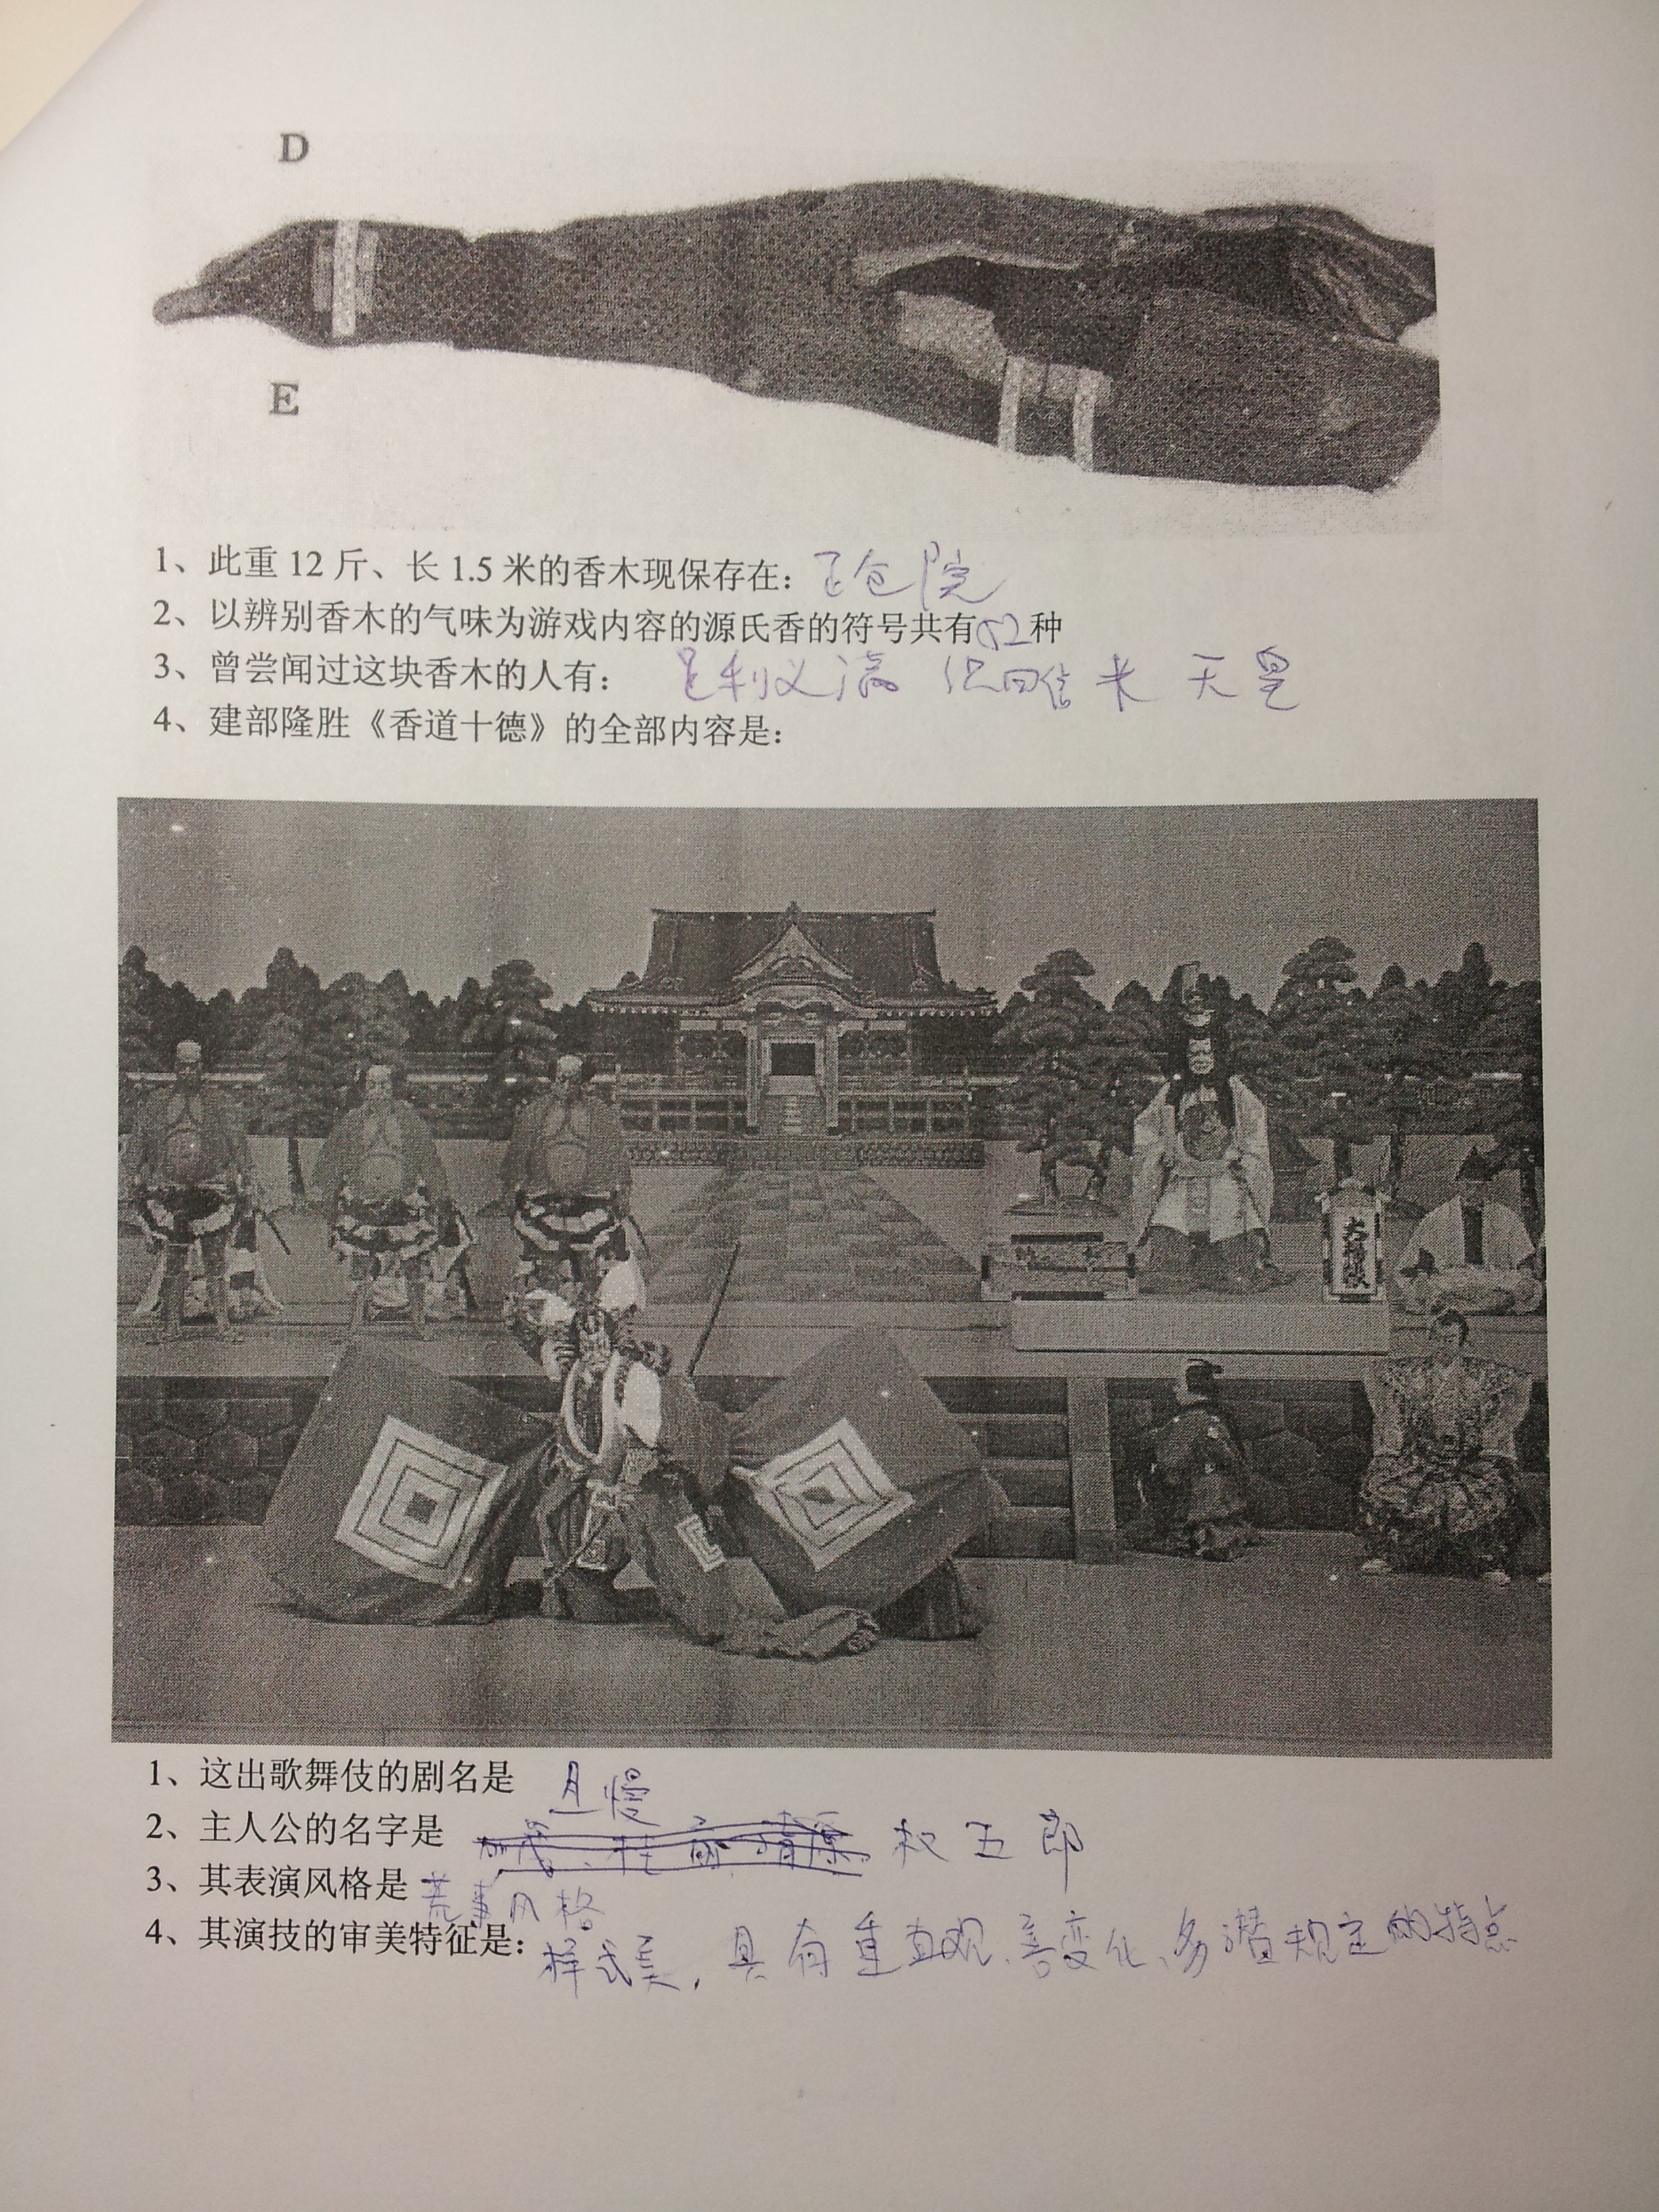 D
E
1、此重 12 斤、长 1.5 米的香木现保存在：正仓院
2、以辨别香木的气味为游戏内容的源氏香的符号共有52种
3、曾尝闻过这块香木的人有： 足利义满 织田信 米 天皇
4、建部隆胜《香道十德》的全部内容是：
大福帳
1、这出歌舞伎的剧名是 且慢
2、主人公的名字是 权五郎
3、其表演风格是 荒事风格
4、其演技的审美特征是： 样式美，具有重直观、善变化、多潜规定的特点